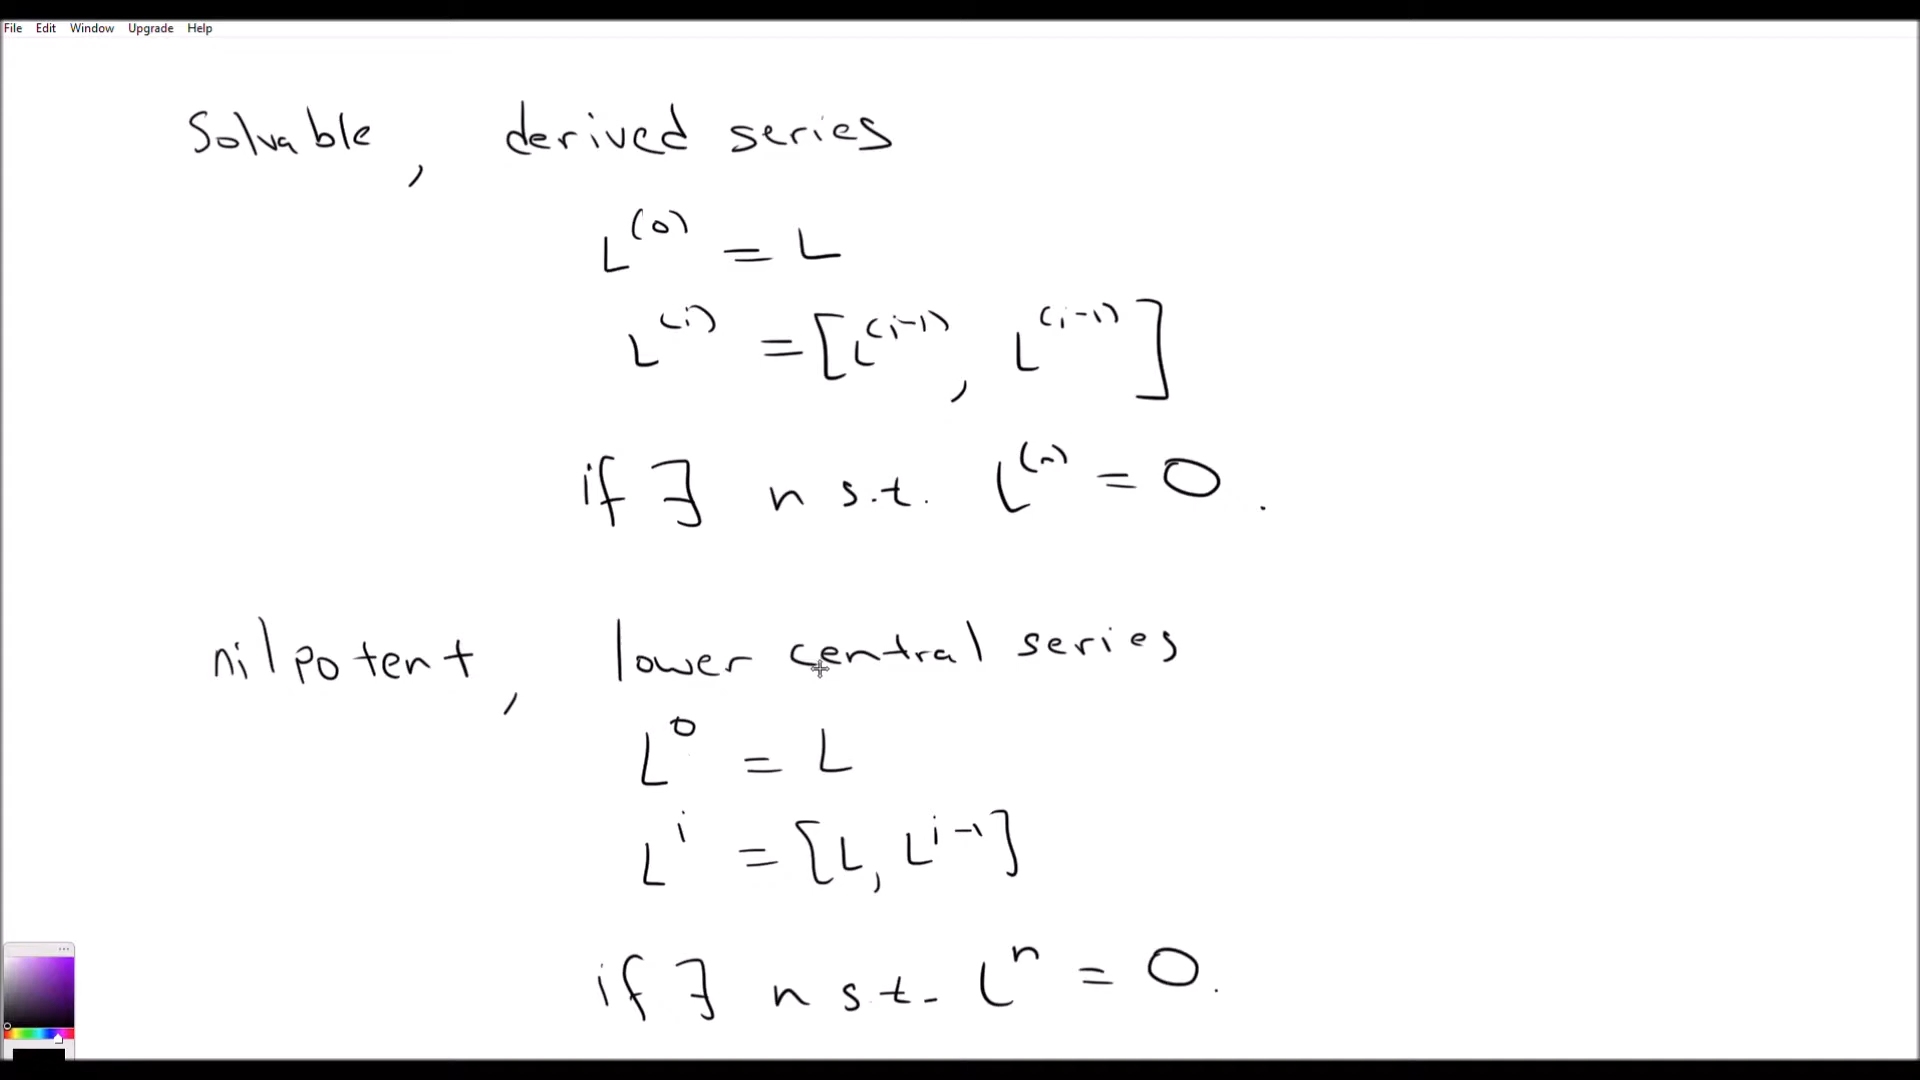 File Edit Window Upgrade Help
Solvable, derived series
L^(0) = L
L^(i) = [L^(i-1), L^(i-1)]
if ∃ n s.t. L^(n) = 0.
nilpotent, lower central series
L^0 = L
L^i = [L, L^i-1]
if ∃ n s.t. L^n = 0.